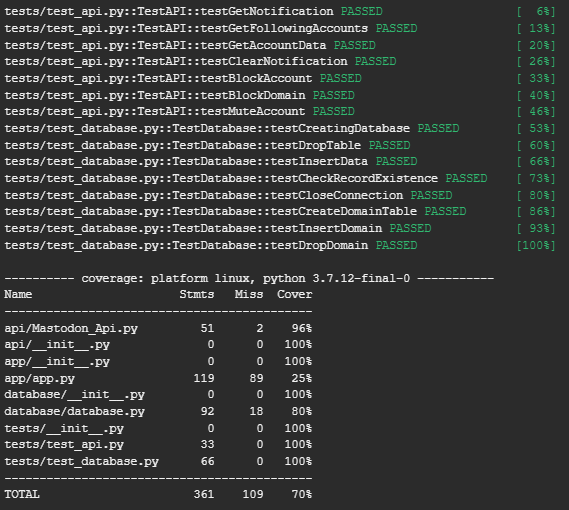 tests/test_api.py::TestAPI::testGetNotification PASSED [  6%]
tests/test_api.py::TestAPI::testGetFollowingAccounts PASSED [ 13%]
tests/test_api.py::TestAPI::testGetAccountData PASSED [ 20%]
tests/test_api.py::TestAPI::testClearNotification PASSED [ 26%]
tests/test_api.py::TestAPI::testBlockAccount PASSED [ 33%]
tests/test_api.py::TestAPI::testBlockDomain PASSED [ 40%]
tests/test_api.py::TestAPI::testMuteAccount PASSED [ 46%]
tests/test_database.py::TestDatabase::testCreatingDatabase PASSED [ 53%]
tests/test_database.py::TestDatabase::testDropTable PASSED [ 60%]
tests/test_database.py::TestDatabase::testInsertData PASSED [ 66%]
tests/test_database.py::TestDatabase::testCheckRecordExistence PASSED [ 73%]
tests/test_database.py::TestDatabase::testCloseConnection PASSED [ 80%]
tests/test_database.py::TestDatabase::testCreateDomainTable PASSED [ 86%]
tests/test_database.py::TestDatabase::testInsertDomain PASSED [ 93%]
tests/test_database.py::TestDatabase::testDropDomain PASSED [100%]
---------- coverage: platform linux, python 3.7.12-final-0 -----------
Name Stmts Miss Cover
--------------------------------------------
api/Mastodon_Api.py 51 2 96%
api/__init__.py 0 0 100%
app/__init__.py 0 0 100%
app/app.py 119 89 25%
database/__init__.py 0 0 100%
database/database.py 92 18 80%
tests/__init__.py 0 0 100%
tests/test_api.py 33 0 100%
tests/test_database.py 66 0 100%
--------------------------------------------
TOTAL 361 109 70%